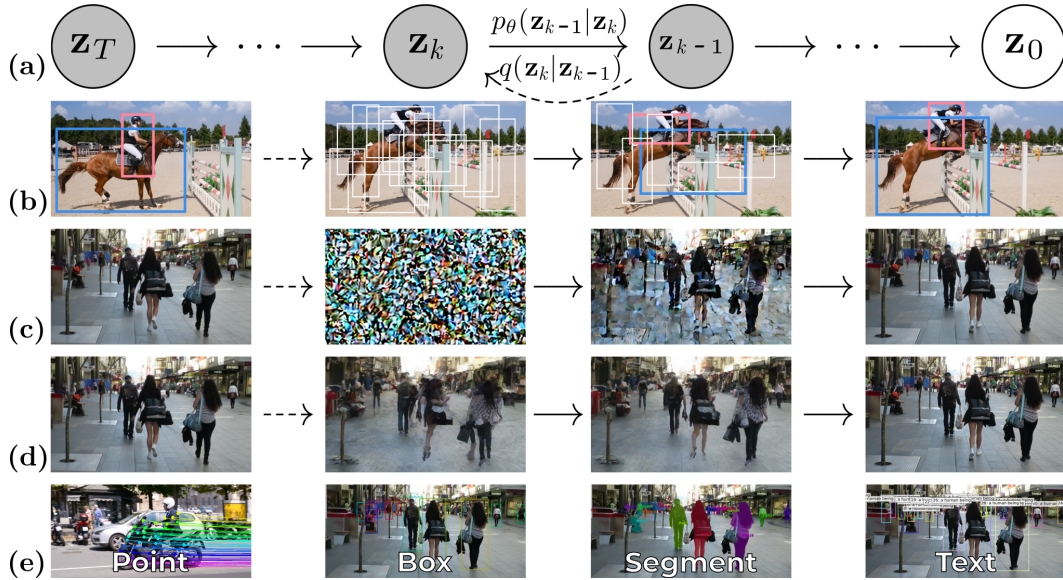 (a) z_T ⋯ z_k p_θ(z_{k-1}|z_k) z_{k-1} ⋯ z_0
q(z_k|z_{k-1})
(b)
(c)
(d)
(e) Point Box Segment Text